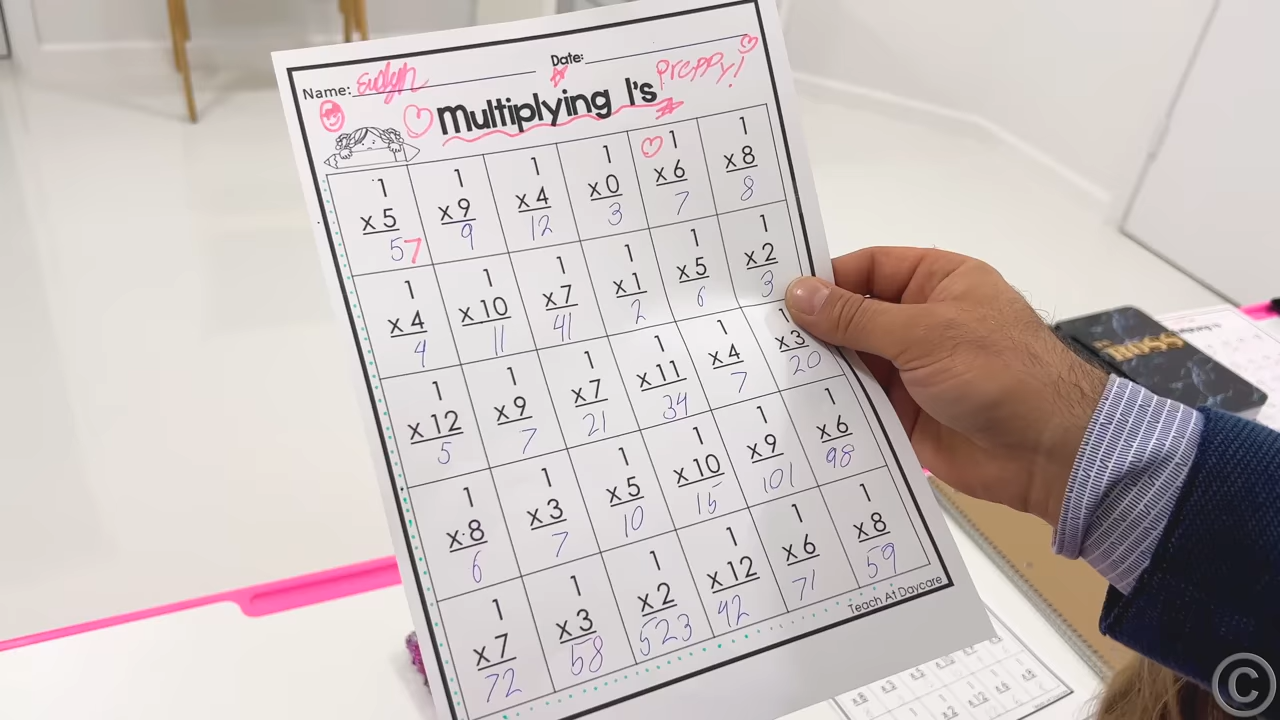 Name: Evelyn Date:
Multiplying 1's preppy!
1 1 1 1 1 1
x 5 x 9 x 4 x 0 x 6 x 8
57 9 12 3 7 8
1 1 1 1 1 1
x 4 x 10 x 7 x 1 x 5 x 2
4 11 41 2 6 3
1 1 1 1 1 1
x 12 x 9 x 7 x 11 x 4 x 3
5 7 21 34 7 20
1 1 1 1 1 1
x 8 x 3 x 5 x 10 x 9 x 6
6 7 10 15 101 98
1 1 1 1 1 1
x 7 x 3 x 2 x 12 x 6 x 8
72 58 523 42 71 59
Teach At Daycare
BOSS
©